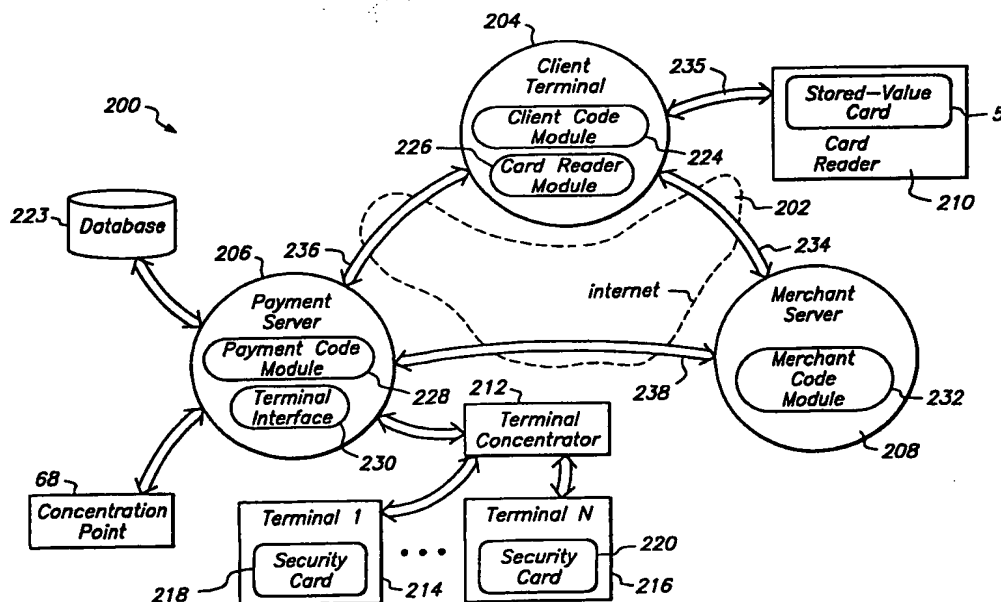 204
Client
Terminal
235
Stored-Value
Card
5
200
Client Code
Module
226
Card Reader
Module
224
Card
Reader
210
223
Database
202
236
234
206
internet
Payment
Server
Merchant
Server
Payment Code
Module
228
238
Merchant
Code
Module
232
212
Terminal
Interface
230
Terminal
Concentrator
208
68
Concentration
Point
Terminal 1
Terminal N
Security
Card
218
214
Security
Card
220
216